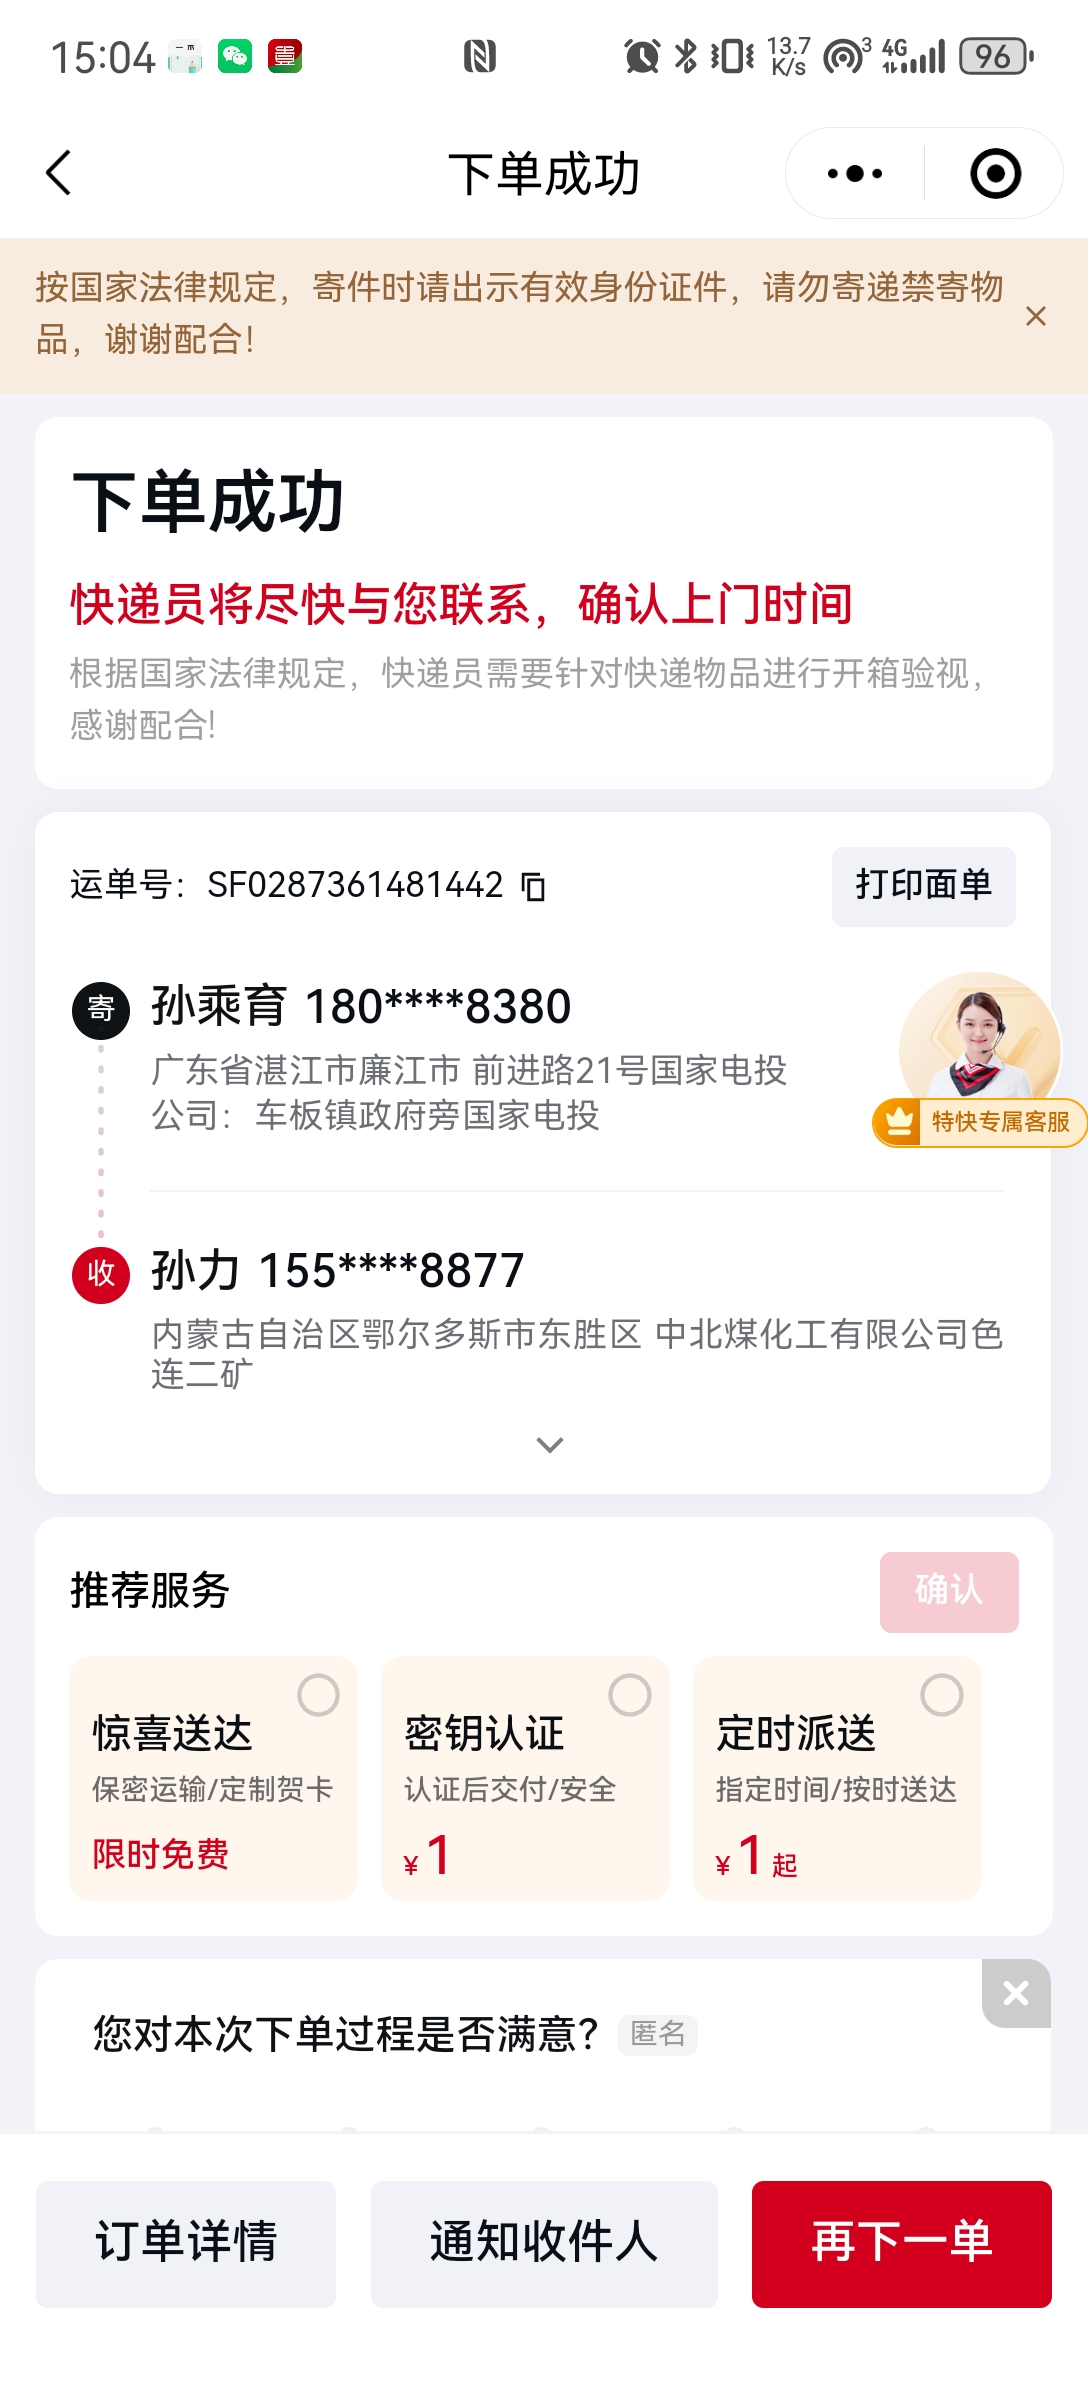 15:04
13.7 K/s
3
4G
96
下单成功
按国家法律规定，寄件时请出示有效身份证件，请勿寄递禁寄物
品，谢谢配合！
下单成功
快递员将尽快与您联系，确认上门时间
根据国家法律规定，快递员需要针对快递物品进行开箱验视，
感谢配合!
运单号：SF0287361481442
打印面单
寄 孙乘育 180****8380
广东省湛江市廉江市 前进路21号国家电投
公司：车板镇政府旁国家电投
特快专属客服
收 孙力 155****8877
内蒙古自治区鄂尔多斯市东胜区 中北煤化工有限公司色
连二矿
推荐服务
确认
惊喜送达
保密运输/定制贺卡
限时免费
密钥认证
认证后交付/安全
¥1
定时派送
指定时间/按时送达
¥1起
您对本次下单过程是否满意？ 匿名
订单详情
通知收件人
再下一单